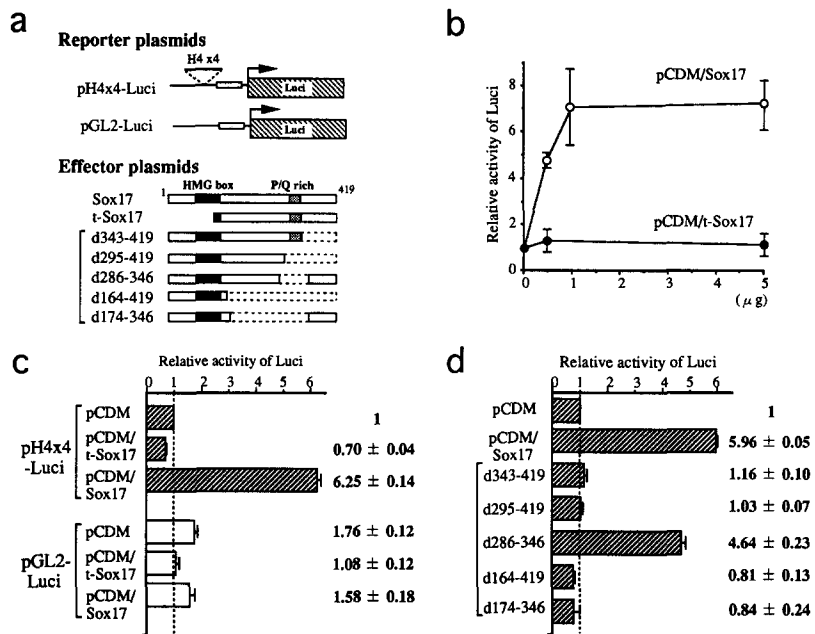 a
Reporter plasmids
H4 x4
pH4x4-Luci
Luci
pGL2-Luci
Luci
Effector plasmids
1 HMG box P/Q rich 419
Sox17
t-Sox17
d343-419
d295-419
d286-346
d164-419
d174-346
b
Relative activity of Luci
8
6
4
2
0
pCDM/Sox17
pCDM/t-Sox17
0 1 2 3 4 5
(μg)
c
Relative activity of Luci
0 1 2 3 4 5 6
pH4x4
-Luci
pCDM 1
pCDM/
t-Sox17 0.70 ± 0.04
pCDM/
Sox17 6.25 ± 0.14
pGL2-
Luci
pCDM 1.76 ± 0.12
pCDM/
t-Sox17 1.08 ± 0.12
pCDM/
Sox17 1.58 ± 0.18
d
Relative activity of Luci
0 1 2 3 4 5 6
pCDM 1
pCDM/
Sox17 5.96 ± 0.05
d343-419 1.16 ± 0.10
d295-419 1.03 ± 0.07
d286-346 4.64 ± 0.23
d164-419 0.81 ± 0.13
d174-346 0.84 ± 0.24